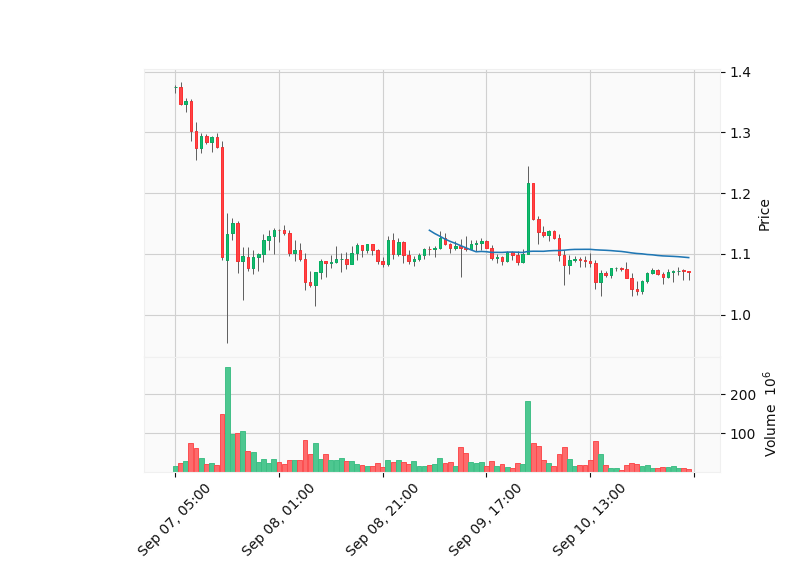 1.4
1.3
1.2
1.1
1.0
Price
200
100
Volume 10^6
Sep 07, 05:00
Sep 08, 01:00
Sep 08, 21:00
Sep 09, 17:00
Sep 10, 13:00